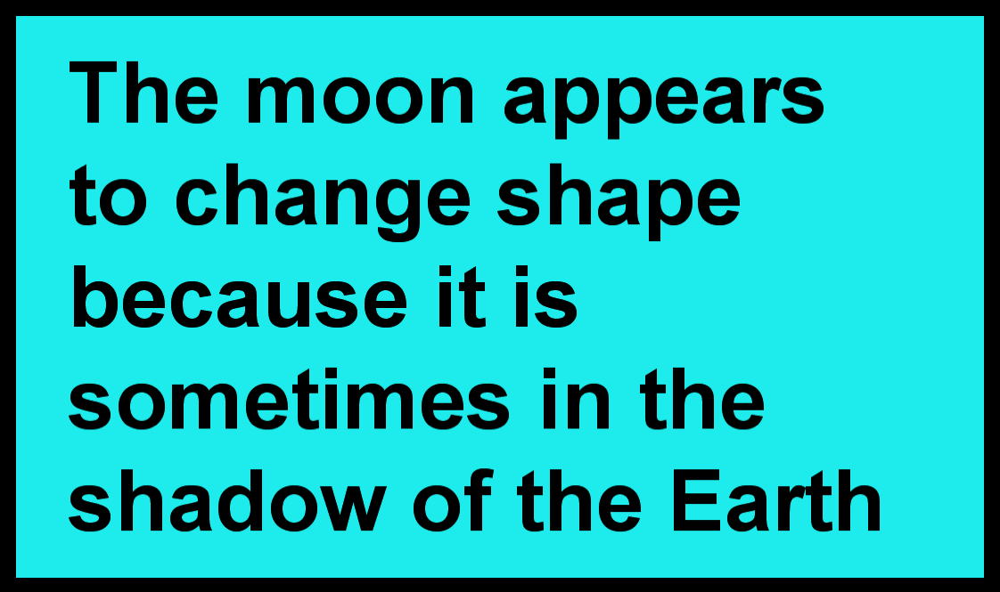 The moon appears
to change shape
because it is
sometimes in the
shadow of the Earth